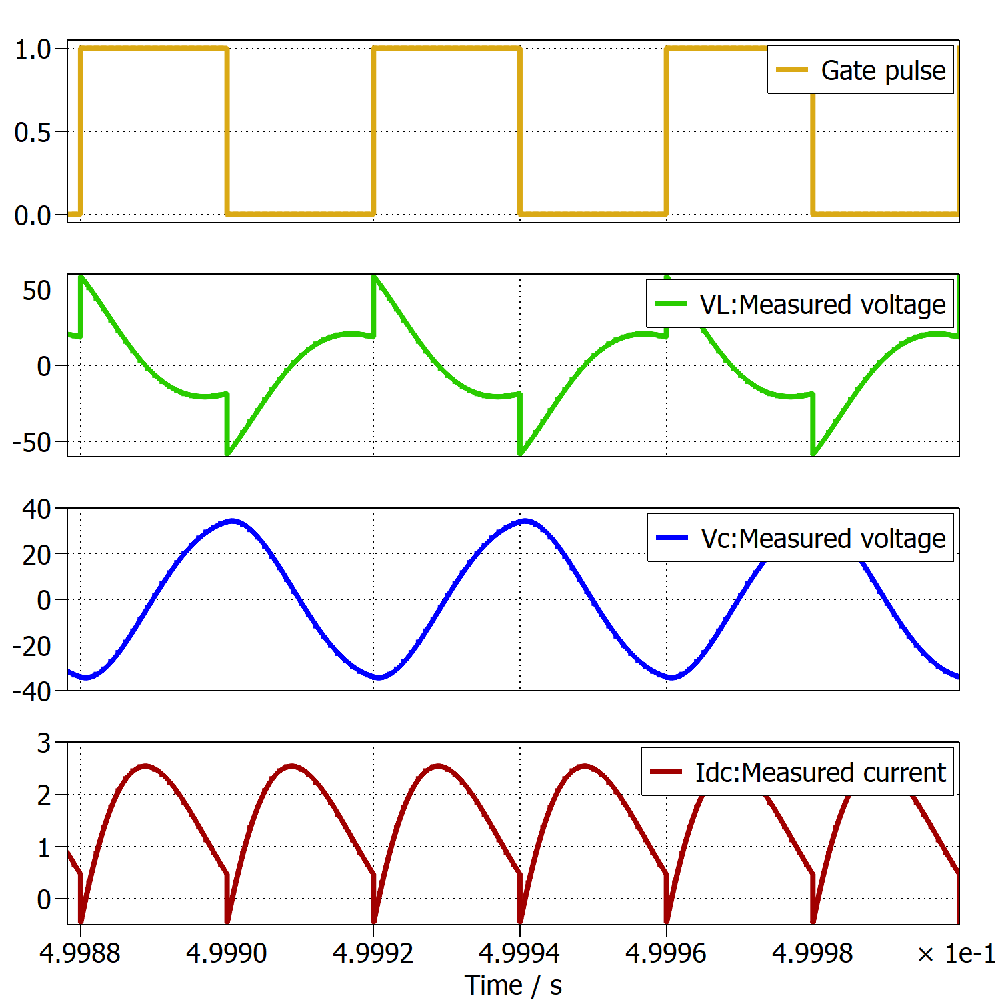 1.0
Gate pulse
0.5
0.0
50
VL:Measured voltage
0
-50
40
Vc:Measured voltage
20
0
-20
-40
3
Idc:Measured current
2
1
0
4.9988 4.9990 4.9992 4.9994 4.9996 4.9998 × 1e-1
Time / s